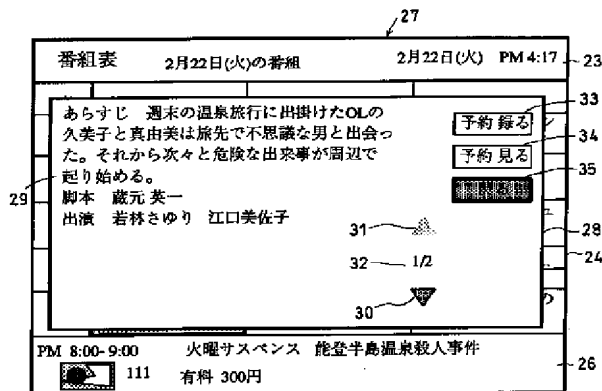 27
番組表 2月22日(火)の番組 2月22日(火) PM 4:17 23
あらすじ 週末の温泉旅行に出掛けたOLの
久美子と真由美は旅先で不思議な男と出会っ
た。それから次々と危険な出来事が周辺で
起り始める。
脚本 蔵元 英一
出演 若林さゆり 江口美佐子
29
予約 録る 33
予約 見る 34
35
31
32 1/2
30
28
24
の
PM 8:00-9:00 火曜サスペンス 能登半島温泉殺人事件
111 有料 300円
26